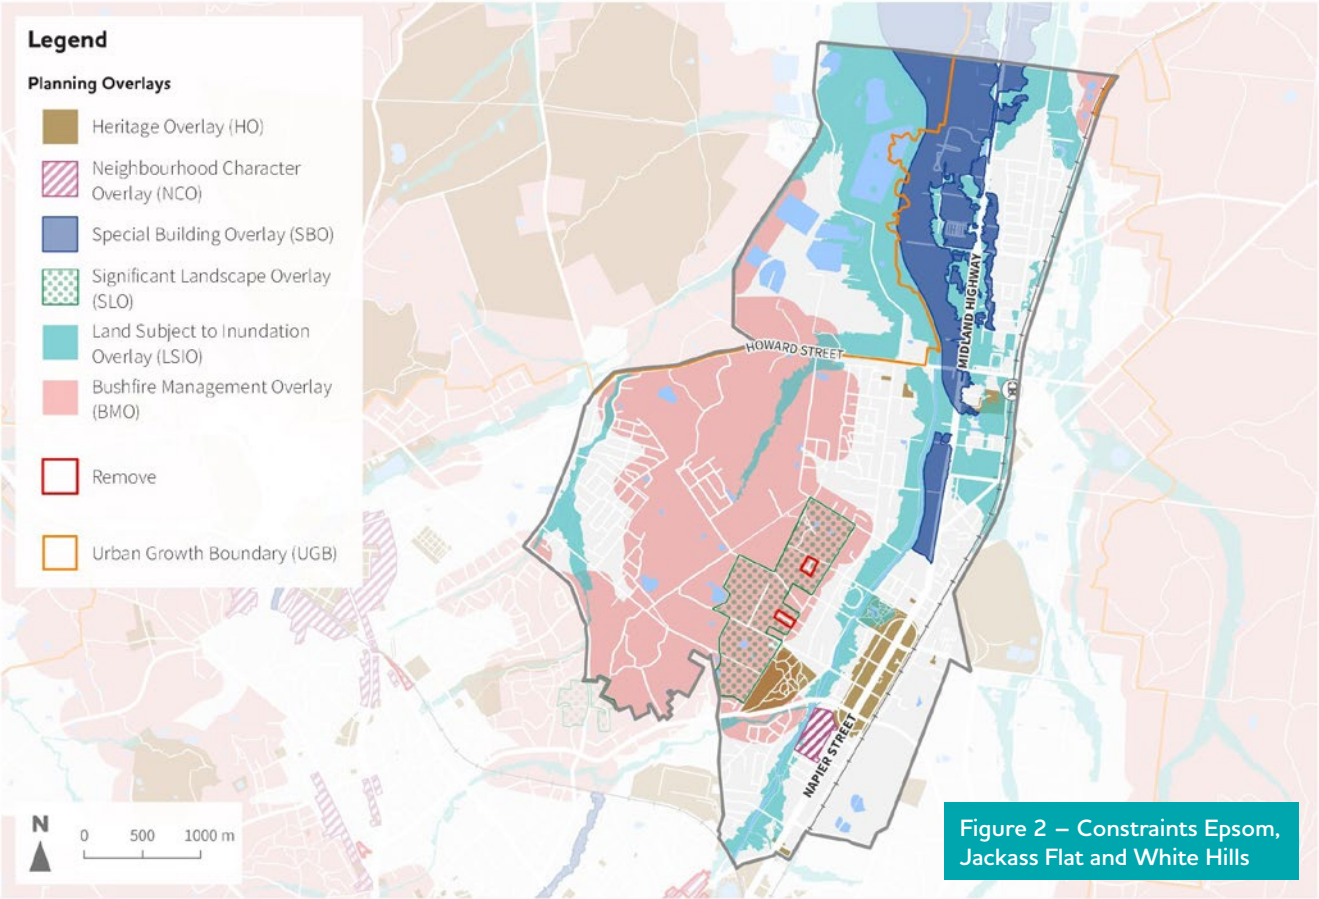 Legend
Planning Overlays
Heritage Overlay (HO)
Neighbourhood Character
Overlay (NCO)
Special Building Overlay (SBO)
Significant Landscape Overlay
(SLO)
Land Subject to Inundation
Overlay (LSIO)
Bushfire Management Overlay
(BMO)
Remove
Urban Growth Boundary (UGB)
HOWARD STREET
MIDLAND HIGHWAY
NAPIER STREET
N
0 500 1000 m
Figure 2 – Constraints Epsom,
Jackass Flat and White Hills